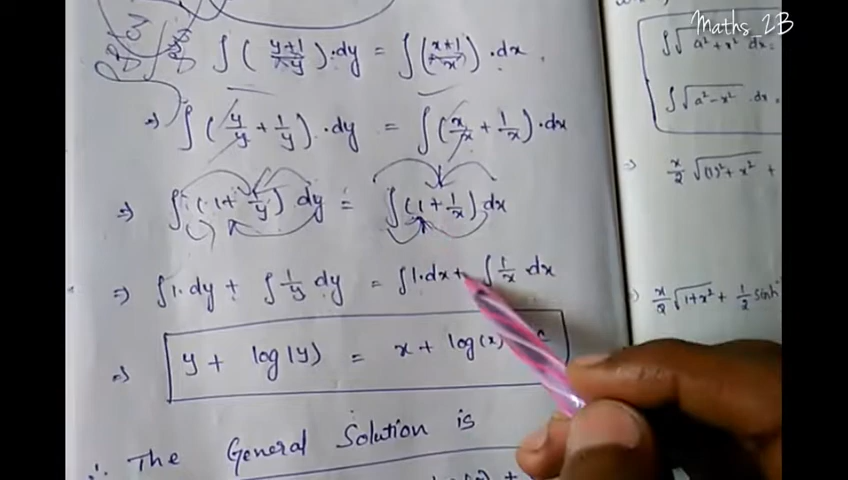 Maths_2B
∫((y+1)/y)·dy = ∫((x+1)/x)·dx.
⇒ ∫(y/y + 1/y)·dy = ∫(x/x + 1/x)·dx
⇒ ∫(1 + 1/y) dy = ∫(1 + 1/x) dx
⇒ ∫1·dy + ∫1/y dy = ∫1·dx + ∫1/x·dx
⇒ y + log(y) = x + log(x) c
∴ The General Solution is
∫√(a²+x²) dx =
∫√(a²-x²) dx =
⇒ x/2 √((1)²+x²) +
x/2 √(1+x²) + 1/2 sinh